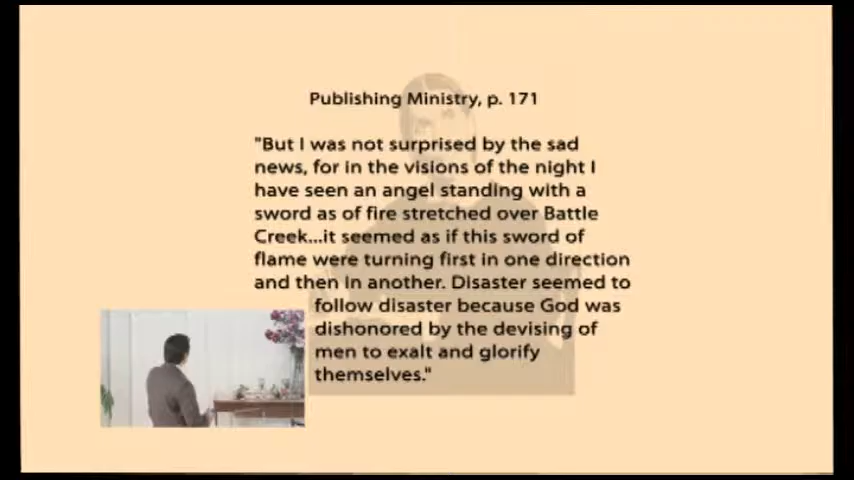 Publishing Ministry, p. 171
"But I was not surprised by the sad
news, for in the visions of the night I
have seen an angel standing with a
sword as of fire stretched over Battle
Creek...it seemed as if this sword of
flame were turning first in one direction
and then in another. Disaster seemed to
follow disaster because God was
dishonored by the devising of
men to exalt and glorify
themselves."